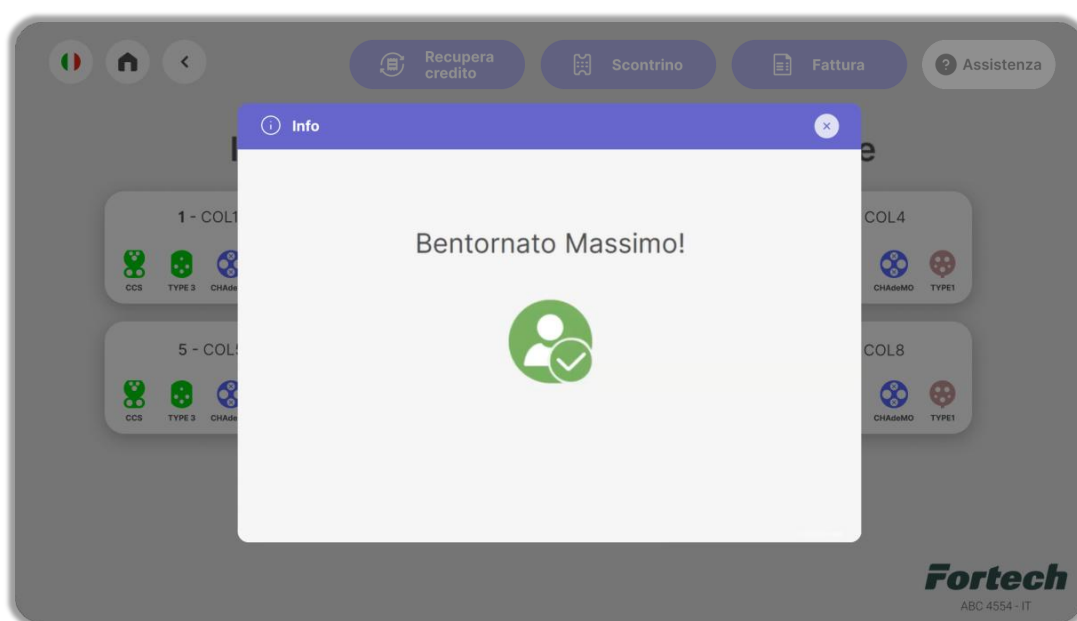 Recupera
credito
Scontrino
Fattura
? Assistenza
i Info
Bentornato Massimo!
1 - COL1
COL4
CCS
TYPE 3
CHAdeMO
TYPE1
5 - COL5
COL8
CCS
TYPE 3
CHAdeMO
TYPE1
Fortech
ABC 4554 - IT